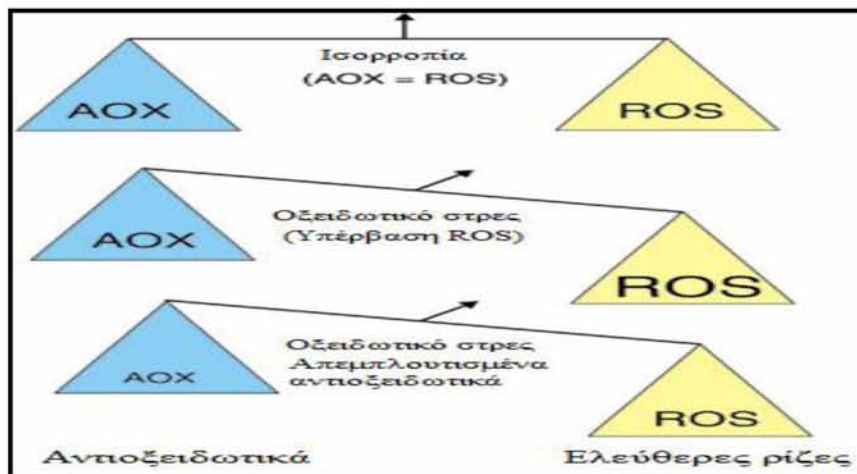 Ισορροπία
(AOX = ROS)
AOX
ROS
Οξειδωτικό στρες
(Υπέρβαση ROS)
AOX
ROS
Οξειδωτικό στρες
Απεμπλουτισμένα
αντιοξειδωτικά
AOX
ROS
Αντιοξειδωτικά
Ελεύθερες ρίζες